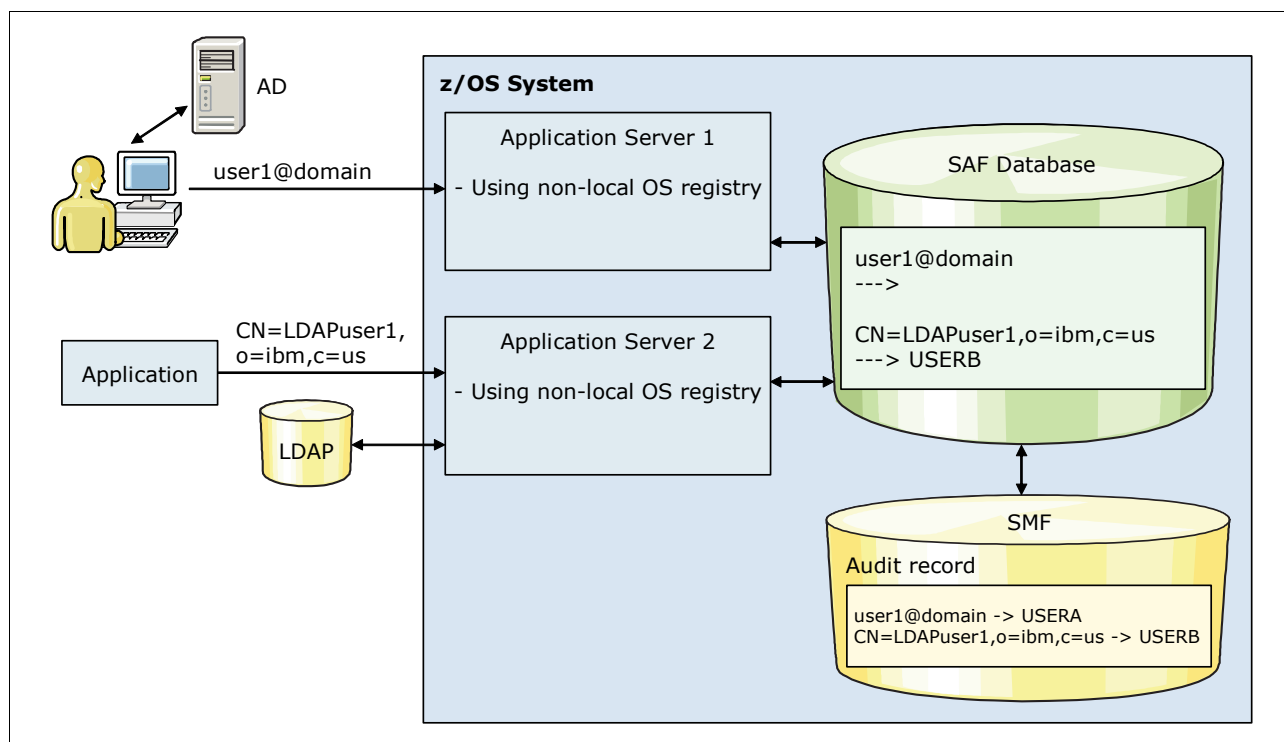 AD
z/OS System
user1@domain
Application Server 1
- Using non-local OS registry
SAF Database
user1@domain
--->
CN=LDAPuser1,o=ibm,c=us
---> USERB
Application
CN=LDAPuser1,
o=ibm,c=us
LDAP
Application Server 2
- Using non-local OS registry
SMF
Audit record
user1@domain -> USERA
CN=LDAPuser1,o=ibm,c=us -> USERB